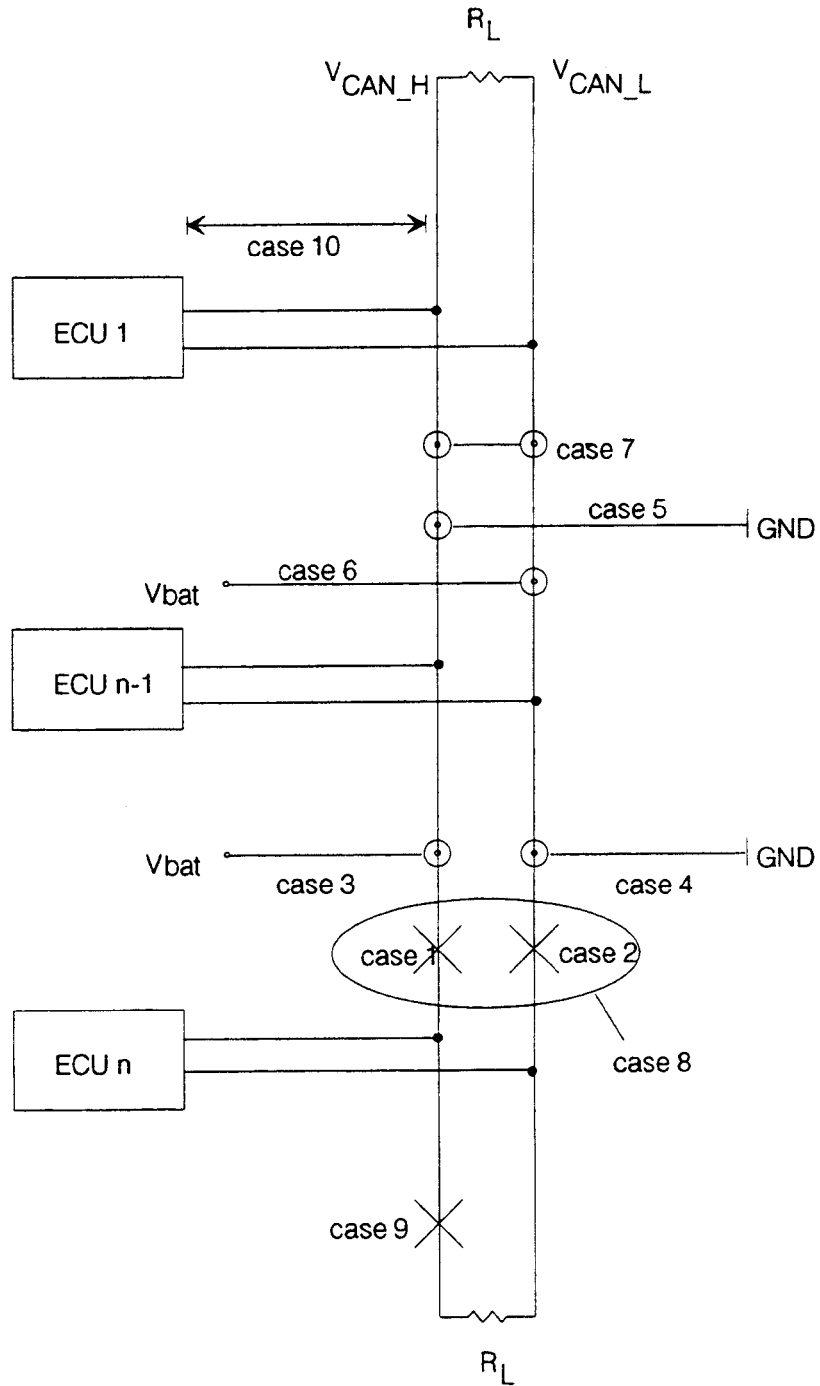 R_L
V_CAN_H
V_CAN_L
case 10
ECU 1
case 7
case 5
GND
case 6
Vbat
ECU n-1
Vbat
case 3
case 4
GND
case 1
case 2
ECU n
case 8
case 9
R_L